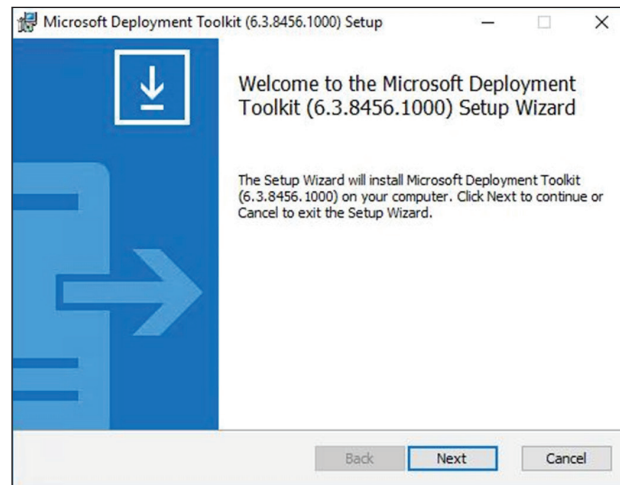 Microsoft Deployment Toolkit (6.3.8456.1000) Setup
Welcome to the Microsoft Deployment
Toolkit (6.3.8456.1000) Setup Wizard
The Setup Wizard will install Microsoft Deployment Toolkit
(6.3.8456.1000) on your computer. Click Next to continue or
Cancel to exit the Setup Wizard.
Back Next Cancel